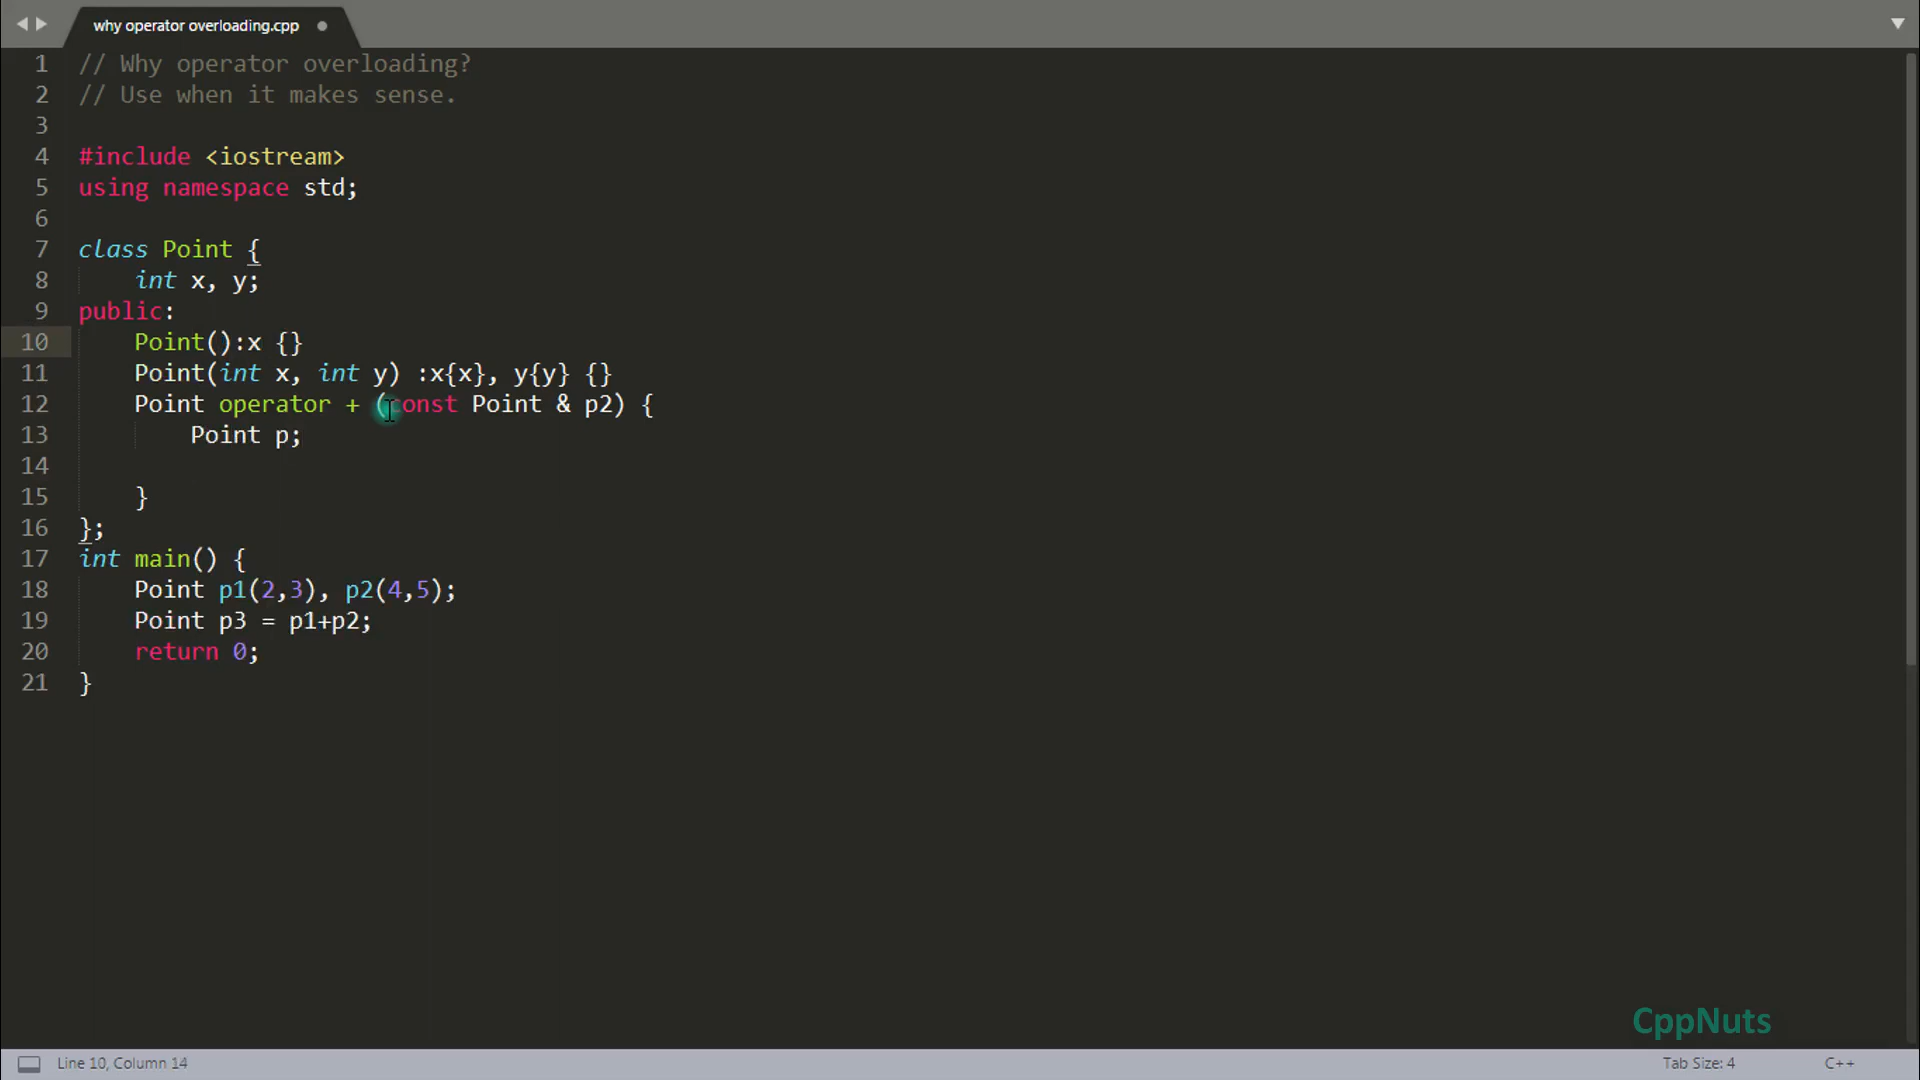 why operator overloading.cpp
1 // Why operator overloading?
2 // Use when it makes sense.
3
4 #include <iostream>
5 using namespace std;
6
7 class Point {
8     int x, y;
9 public:
10     Point():x {}
11     Point(int x, int y) :x{x}, y{y} {}
12     Point operator + (const Point & p2) {
13         Point p;
14
15     }
16 };
17 int main() {
18     Point p1(2,3), p2(4,5);
19     Point p3 = p1+p2;
20     return 0;
21 }
CppNuts
Line 10, Column 14 Tab Size: 4 C++